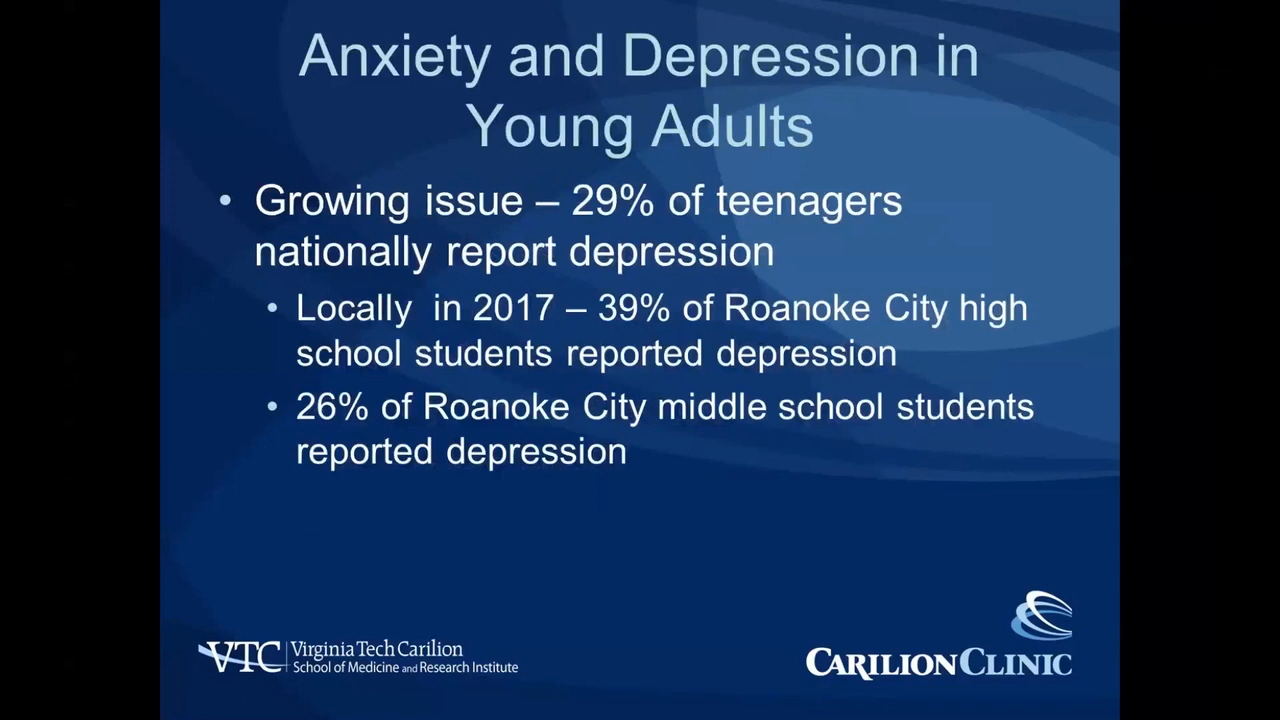 Anxiety and Depression in
Young Adults
• Growing issue – 29% of teenagers
nationally report depression
• Locally  in 2017 – 39% of Roanoke City high
school students reported depression
• 26% of Roanoke City middle school students
reported depression
VTC Virginia Tech Carilion
School of Medicine and Research Institute
CARILION CLINIC